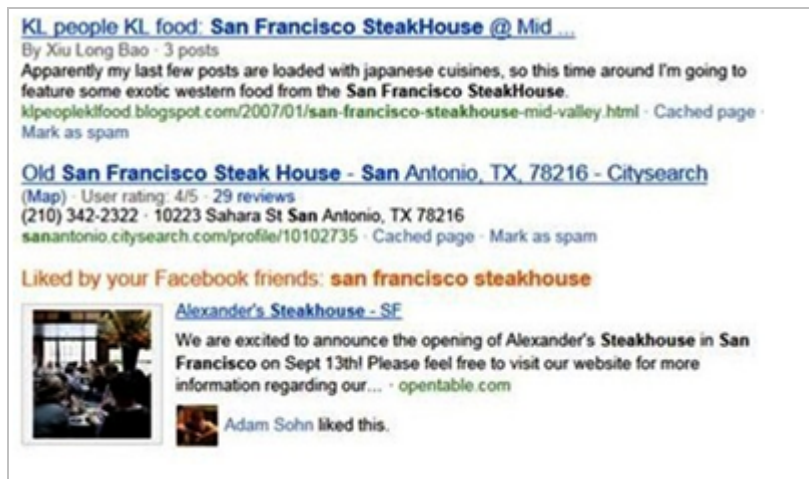 KL people KL food: San Francisco SteakHouse @ Mid ...
By Xiu Long Bao · 3 posts
Apparently my last few posts are loaded with japanese cuisines, so this time around I'm going to
feature some exotic western food from the San Francisco SteakHouse.
klpeopleklfood.blogspot.com/2007/01/san-francisco-steakhouse-mid-valley.html · Cached page ·
Mark as spam
Old San Francisco Steak House - San Antonio, TX, 78216 - Citysearch
(Map) · User rating: 4/5 · 29 reviews
(210) 342-2322 · 10223 Sahara St San Antonio, TX 78216
sanantonio.citysearch.com/profile/10102735 · Cached page · Mark as spam
Liked by your Facebook friends: san francisco steakhouse
Alexander's Steakhouse - SF
We are excited to announce the opening of Alexander's Steakhouse in San
Francisco on Sept 13th! Please feel free to visit our website for more
information regarding our... · opentable.com
Adam Sohn liked this.